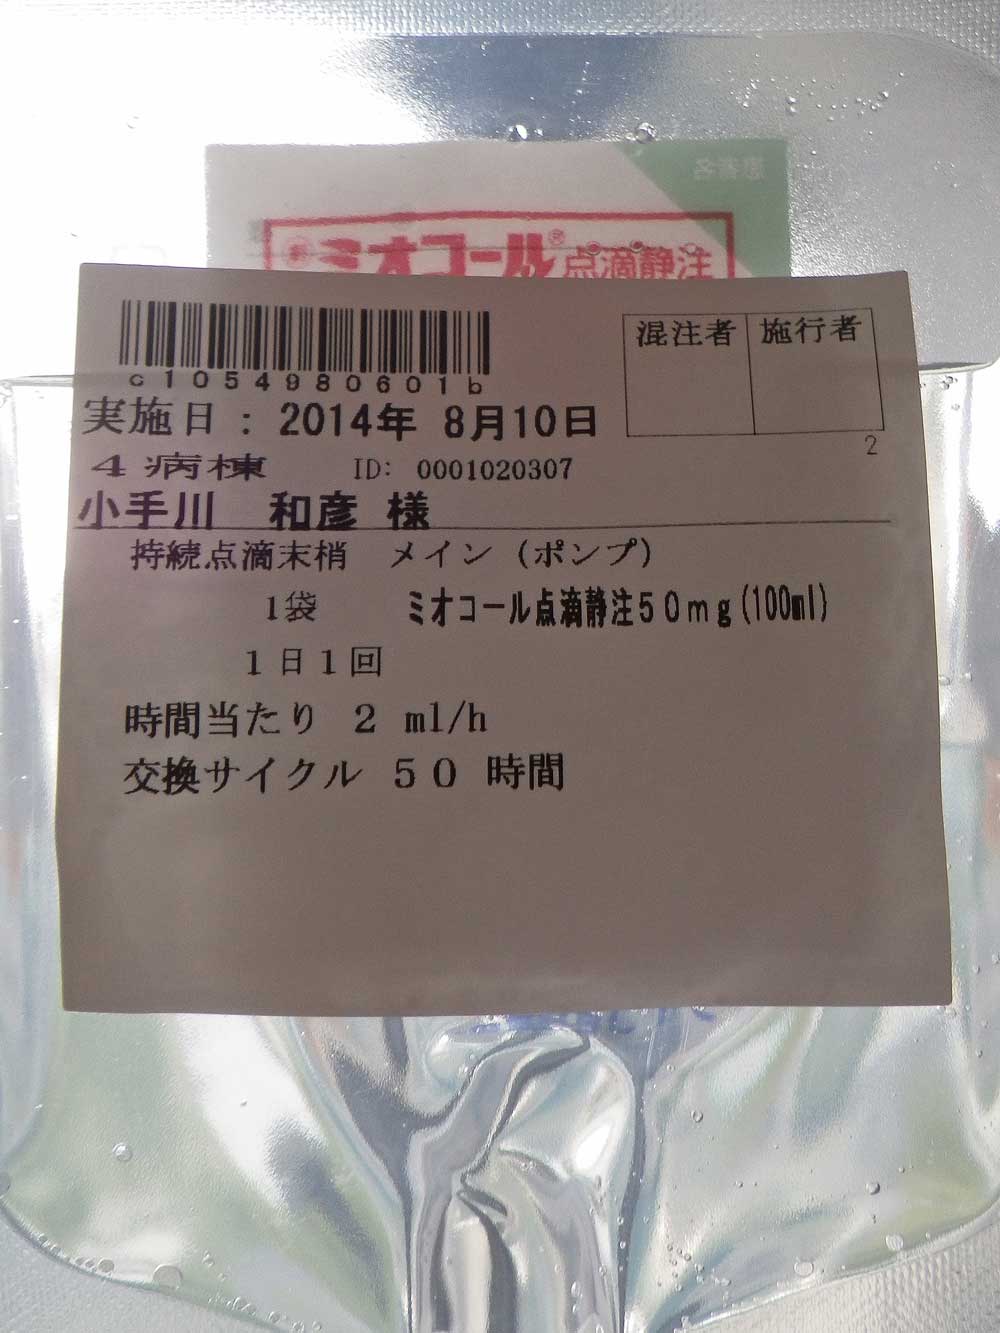 患者名
ミオコール® 点滴静注
c10549980601b
混注者 施行者
実施日: 2014年 8月10日
2
4病棟 ID: 0001020307
小手川 和彦 様
持続点滴末梢 メイン(ポンプ)
1袋 ミオコール点滴静注50mg(100ml)
1日1回
時間当たり 2 ml/h
交換サイクル 50 時間